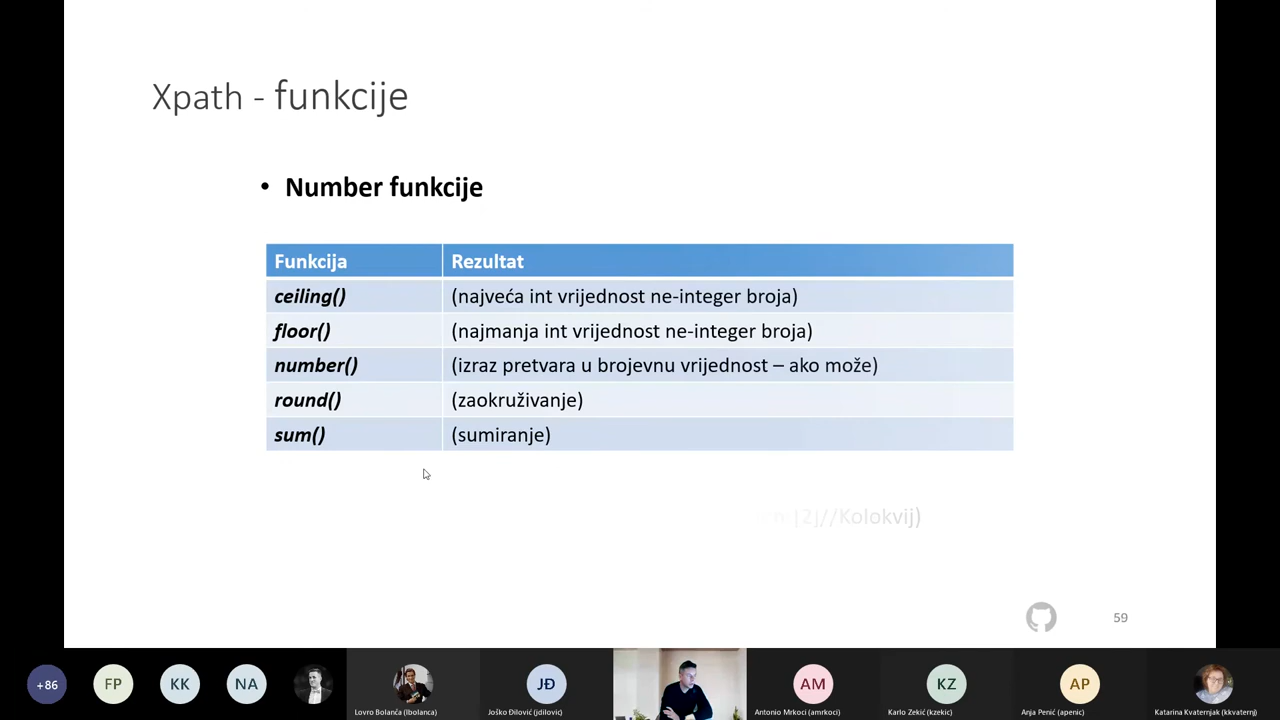 Xpath - funkcije
• Number funkcije
Funkcija Rezultat
ceiling() (najveća int vrijednost ne-integer broja)
floor() (najmanja int vrijednost ne-integer broja)
number() (izraz pretvara u brojevnu vrijednost – ako može)
round() (zaokruživanje)
sum() (sumiranje)
[2]//Kolokvij)
59
+86 FP KK NA JĐ AM KZ AP
Lovro Bolanča (lbolanca) Joško Đilović (jdilovic) Antonio Mrkoci (amrkoci) Karlo Zekić (kzekic) Anja Penić (apenic) Katarina Kvaternjak (kkvaternj)